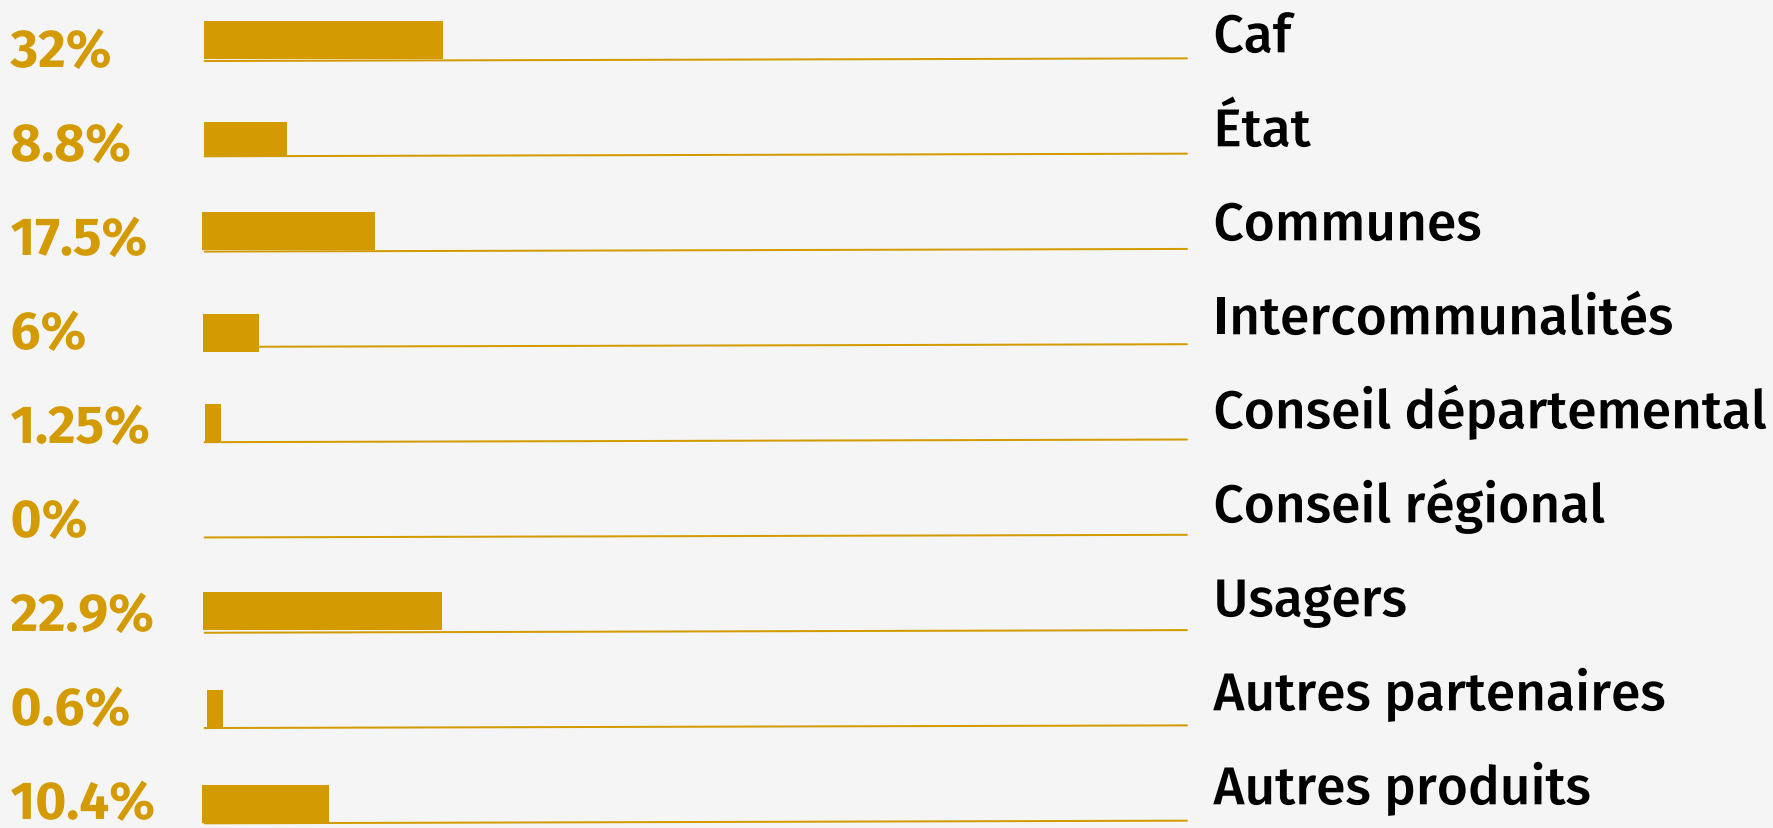 32% Caf
8.8% État
17.5% Communes
6% Intercommunalités
1.25% Conseil départemental
0% Conseil régional
22.9% Usagers
0.6% Autres partenaires
10.4% Autres produits